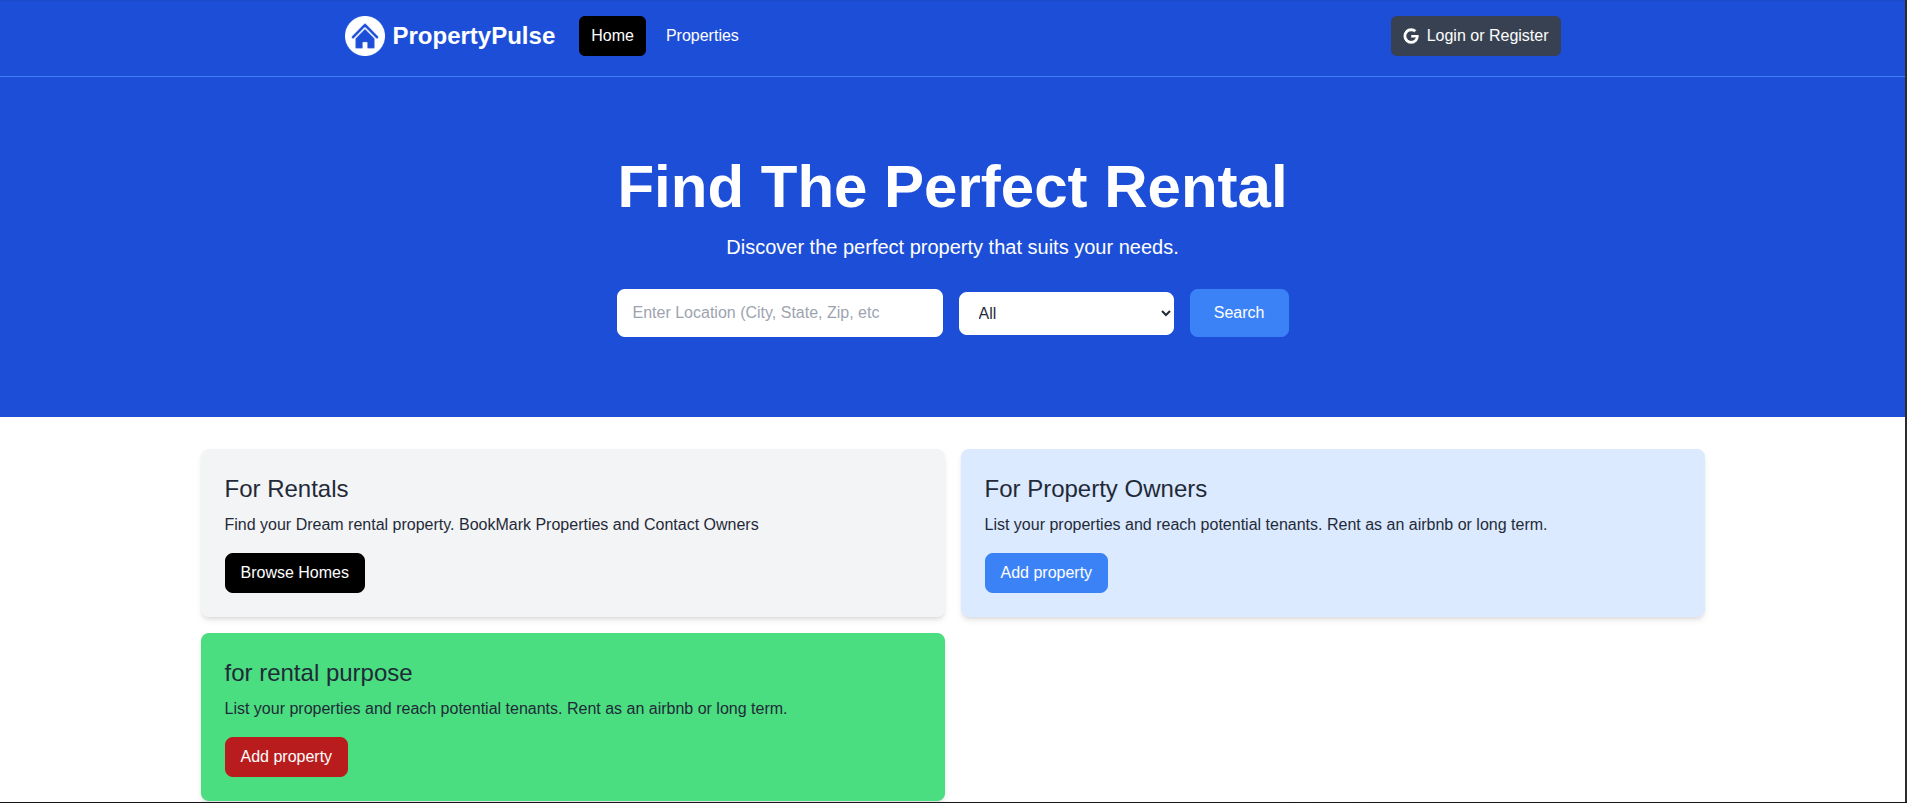 PropertyPulse
Home
Properties
Login or Register
Find The Perfect Rental
Discover the perfect property that suits your needs.
Enter Location (City, State, Zip, etc
All
Search
For Rentals
Find your Dream rental property. BookMark Properties and Contact Owners
Browse Homes
For Property Owners
List your properties and reach potential tenants. Rent as an airbnb or long term.
Add property
for rental purpose
List your properties and reach potential tenants. Rent as an airbnb or long term.
Add property